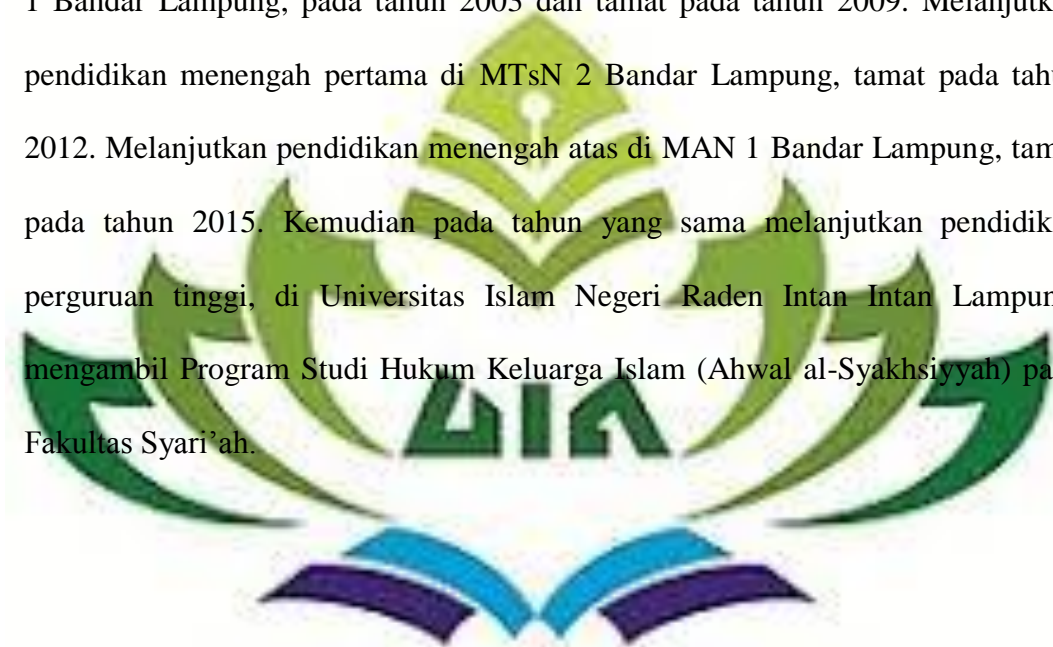 1 Bandar Lampung, pada tahun 2003 dan tamat pada tahun 2009. Melanjutk
pendidikan menengah pertama di MTsN 2 Bandar Lampung, tamat pada tahu
2012. Melanjutkan pendidikan menengah atas di MAN 1 Bandar Lampung, tam
pada tahun 2015. Kemudian pada tahun yang sama melanjutkan pendidik
perguruan tinggi, di Universitas Islam Negeri Raden Intan Intan Lampun
mengambil Program Studi Hukum Keluarga Islam (Ahwal al-Syakhsiyyah) pa
Fakultas Syari’ah.
UIN